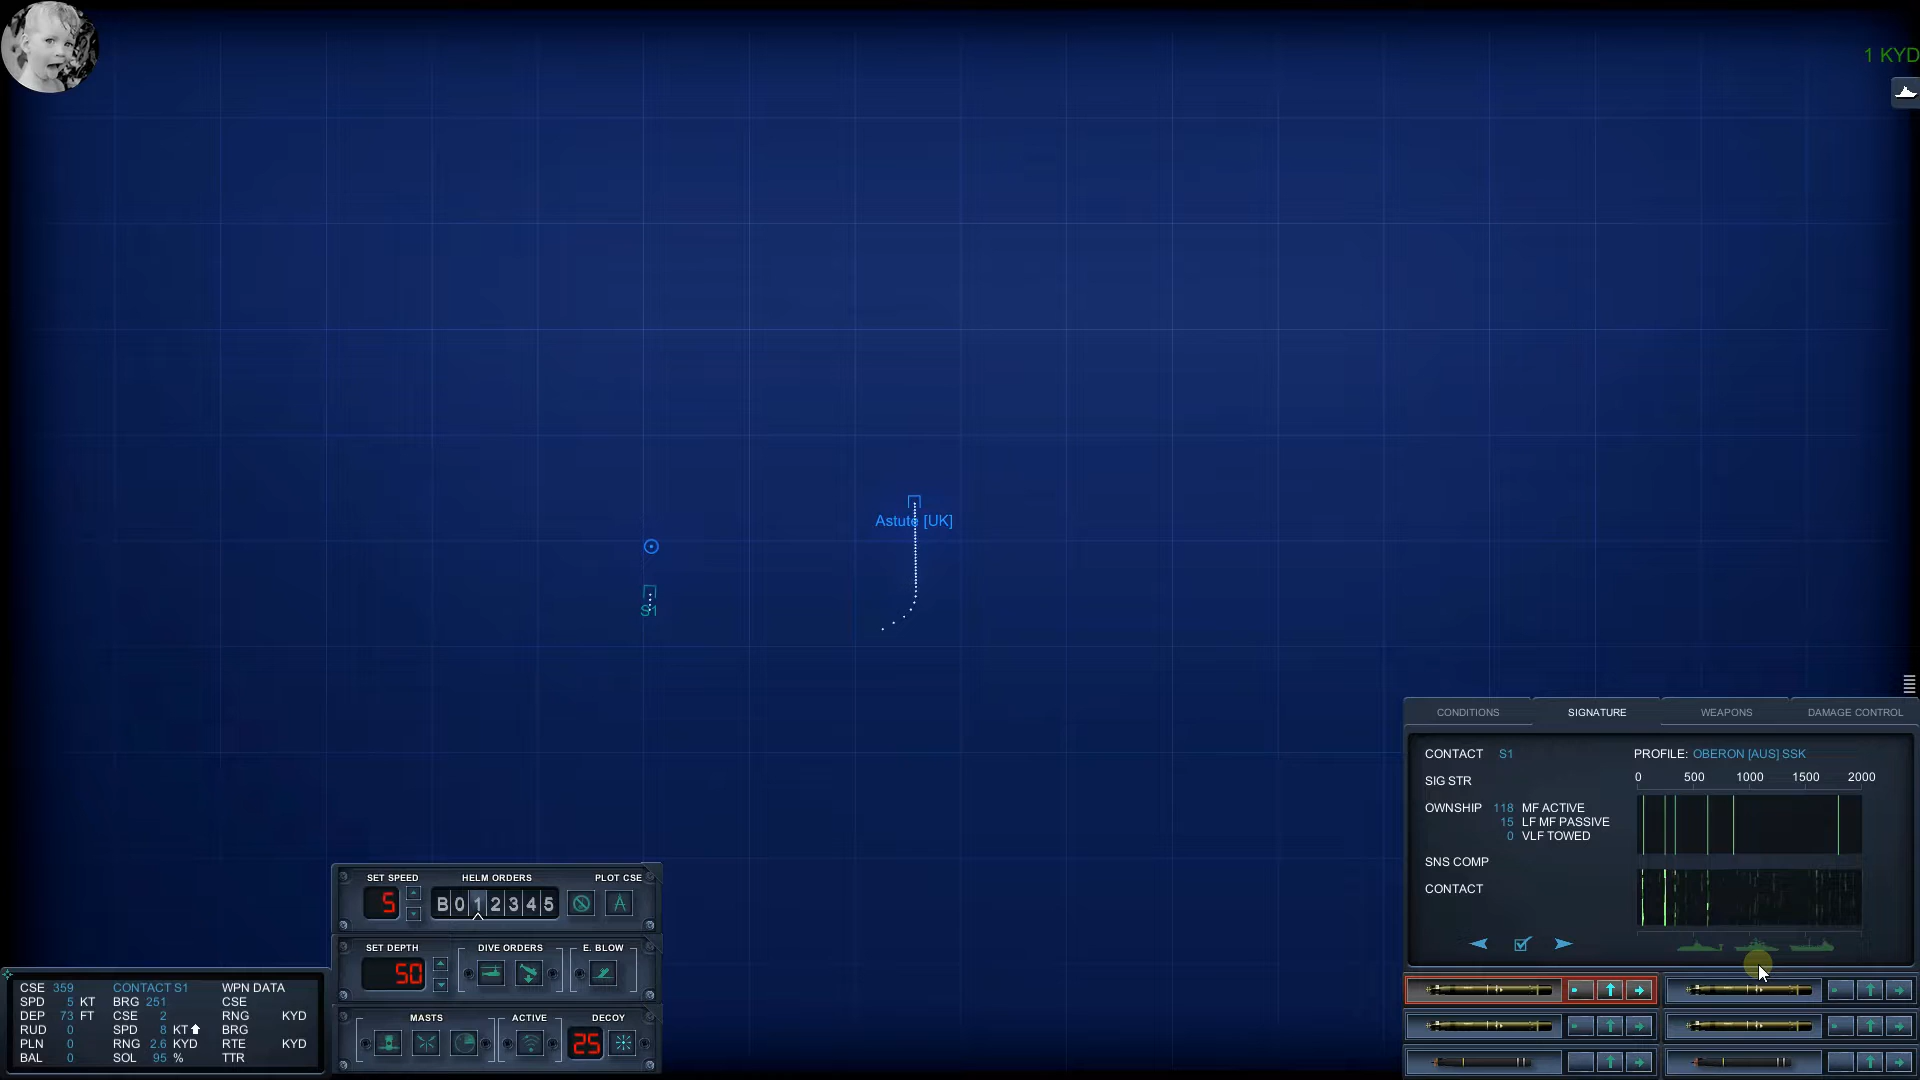 1 KYD
Astute [UK]
S1
CONDITIONS
SIGNATURE
WEAPONS
DAMAGE CONTROL
CONTACT S1
PROFILE: OBERON [AUS] SSK
0 500 1000 1500 2000
SIG STR
OWNSHIP 118 MF ACTIVE
15 LF MF PASSIVE
0 VLF TOWED
SNS COMP
CONTACT
SET SPEED HELM ORDERS PLOT CSE
5 B 0 1 2 3 4 5
SET DEPTH DIVE ORDERS E. BLOW
50
MASTS ACTIVE DECOY
25
CSE 359 CONTACT S1 WPN DATA
SPD 5 KT BRG 251 CSE
DEP 73 FT CSE 2 RNG KYD
RUD 0 SPD 8 KT BRG
PLN 0 RNG 2.6 KYD RTE KYD
BAL 0 SOL 95 % TTR